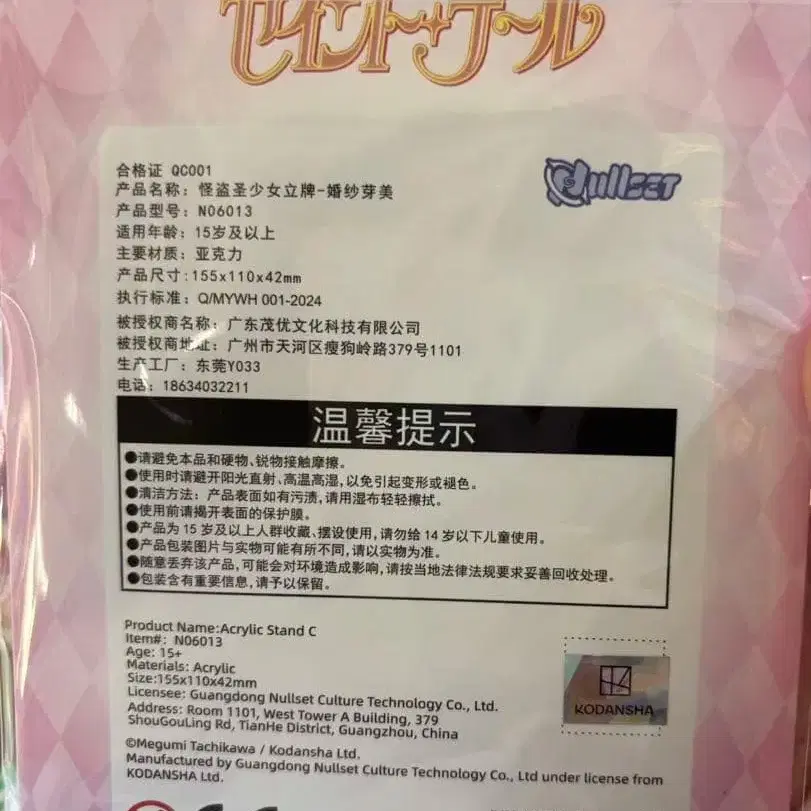 セイント・テール
合格证 QC001
产品名称：怪盗圣少女立牌-婚纱芽美
产品型号：N06013
适用年龄：15岁及以上
主要材质：亚克力
产品尺寸:155x110x42mm
执行标准：Q/MYWH 001-2024
被授权商名称：广东茂优文化科技有限公司
被授权商地址：广州市天河区瘦狗岭路379号1101
生产工厂：东莞Y033
电话：18634032211
Nullset
温馨提示
●请避免本品和硬物、锐物接触摩擦。
●使用时请避开阳光直射、高温高湿,以免引起变形或褪色。
●清洁方法：产品表面如有污渍,请用湿布轻轻擦拭。
●使用前请揭开表面的保护膜。
●产品为 15 岁及以上人群收藏、摆设使用,请勿给 14 岁以下儿童使用。
●产品包装图片与实物可能有所不同,请以实物为准。
●随意丢弃该产品,可能会对环境造成影响,请按当地法律法规要求妥善回收处理。
●包装含有重要信息,请予以保留。
Product Name:Acrylic Stand C
Item#：N06013
Age: 15+
Materials: Acrylic
Size:155x110x42mm
Licensee: Guangdong Nullset Culture Technology Co., Ltd.
Address: Room 1101, West Tower A Building, 379
ShouGouLing Rd, TianHe District, Guangzhou, China
©Megumi Tachikawa / Kodansha Ltd.
Manufactured by Guangdong Nullset Culture Technology Co., Ltd under license from
KODANSHA Ltd.
KODANSHA